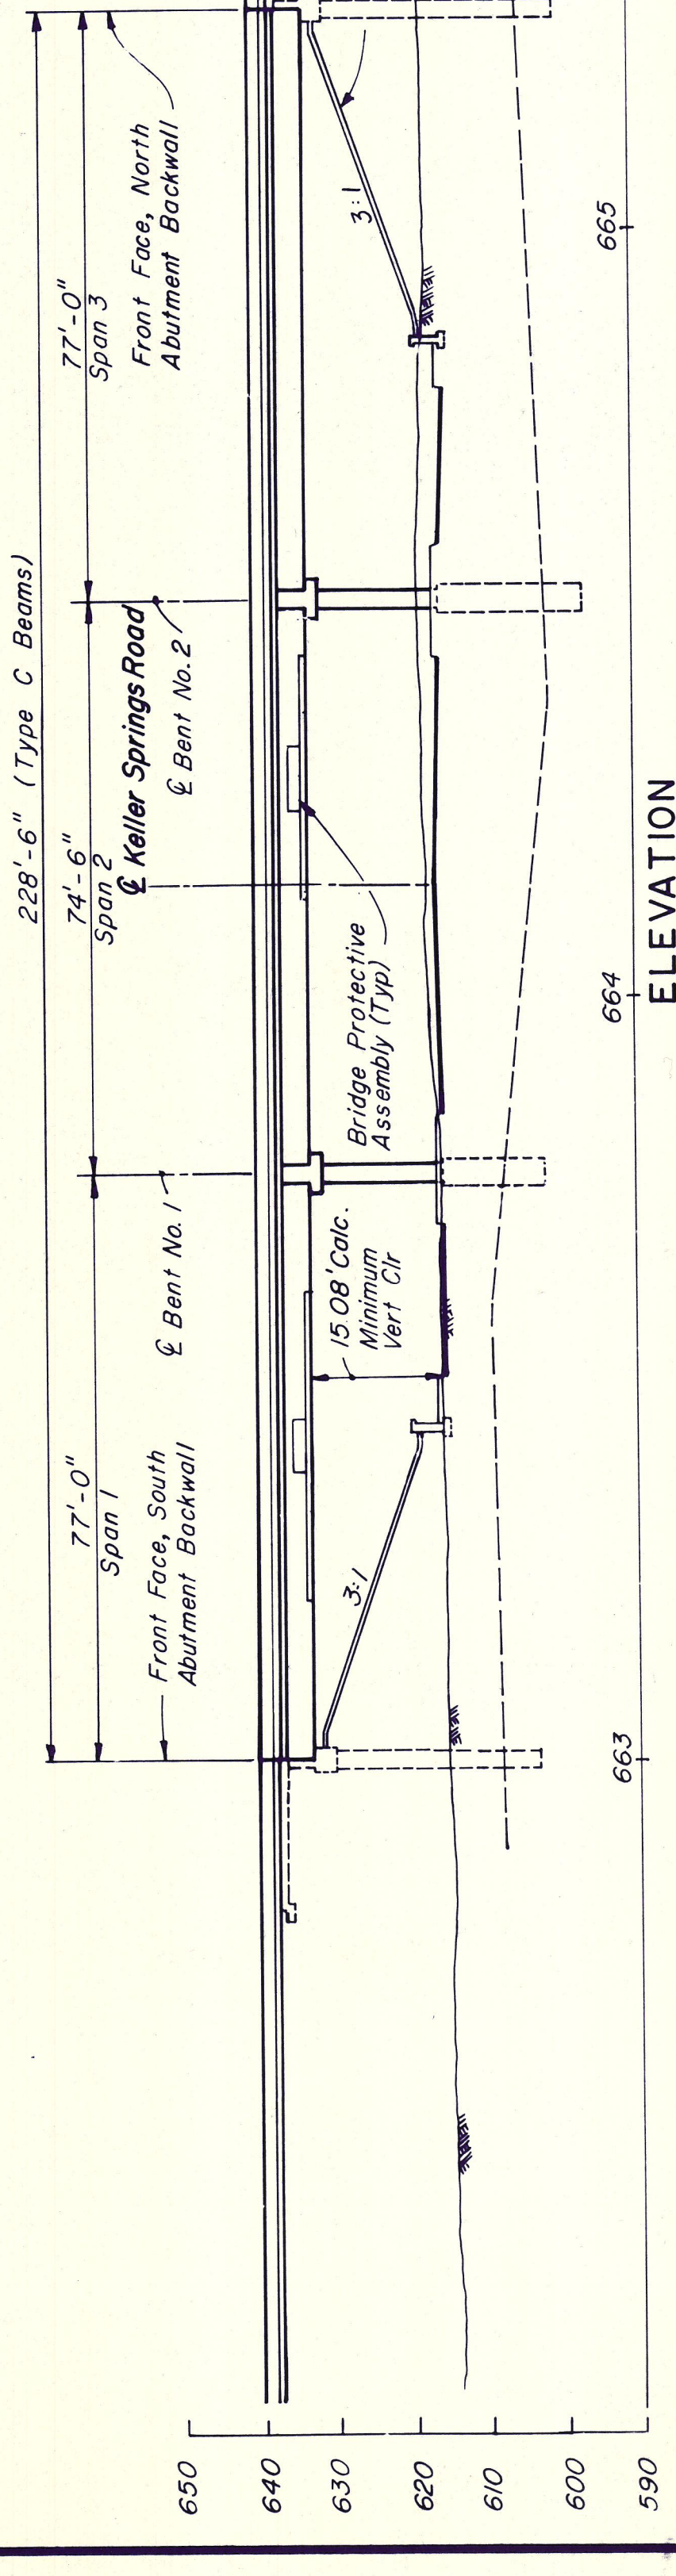 228'-6" (Type C Beams)
77'-0"
Span 1
74'-6"
Span 2
77'-0"
Span 3
Front Face, South
Abutment Backwall
℄ Bent No. 1
℄ Keller Springs Road
℄ Bent No. 2
Front Face, North
Abutment Backwall
3:1
15.08' Calc.
Minimum
Vert Clr
Bridge Protective
Assembly (Typ)
3:1
650
640
630
620
610
600
590
663
664
665
ELEVATION